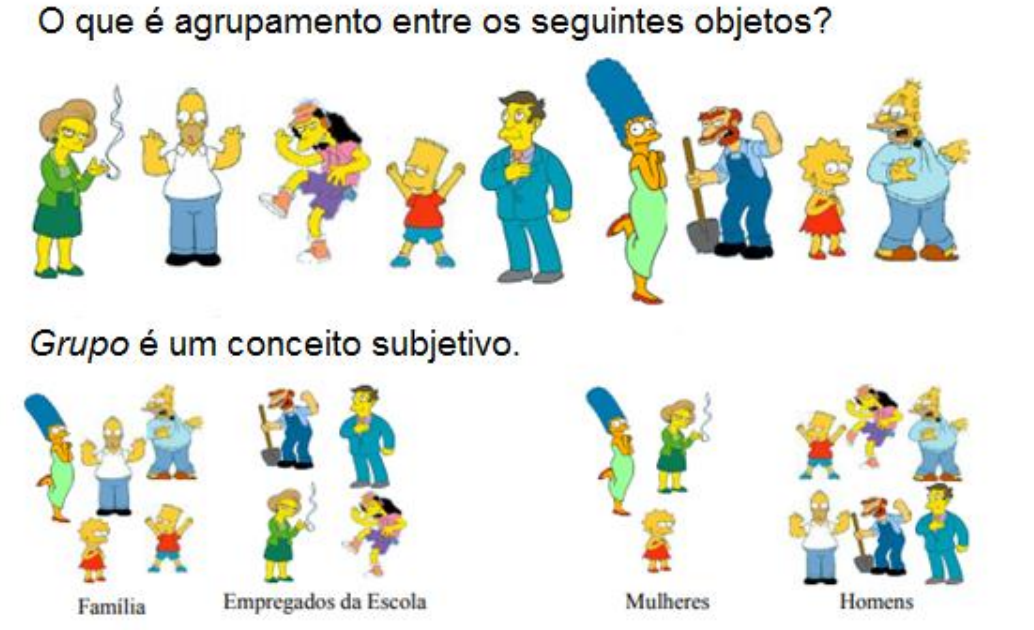 O que é agrupamento entre os seguintes objetos?
Grupo é um conceito subjetivo.
Família
Empregados da Escola
Mulheres
Homens